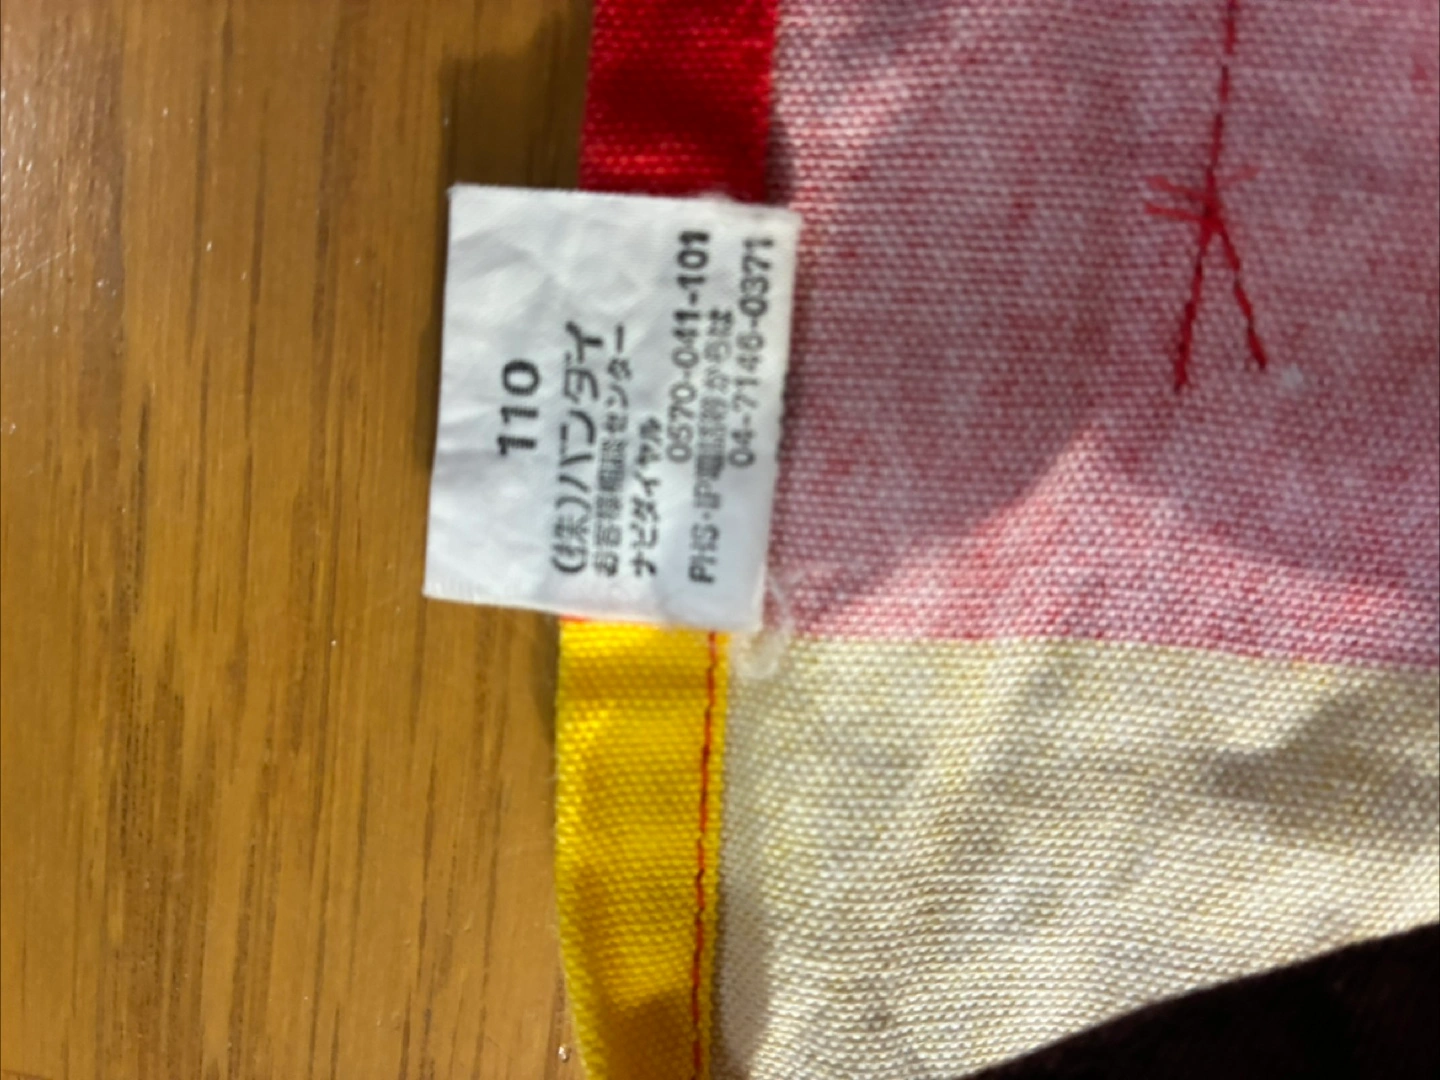 110
(株)バンダイ
お客様相談センター
ナビダイヤル
0570-041-101
PHS・IP電話等からは
04-7146-0371